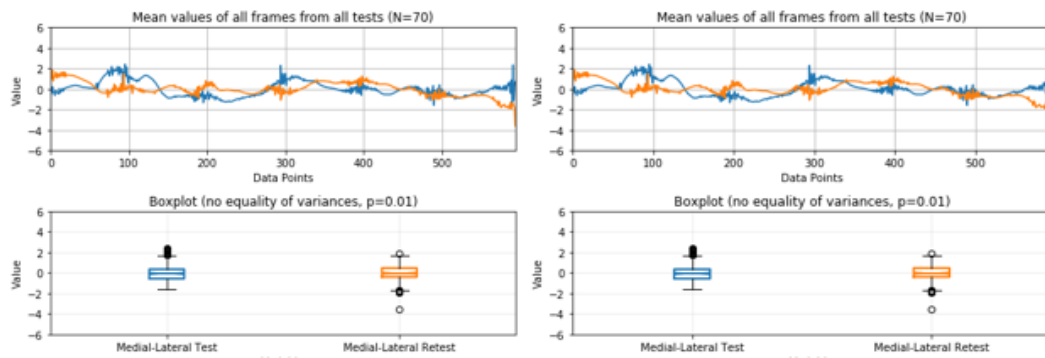 Mean values of all frames from all tests (N=70)
6
4
2
0
−2
−4
−6
Value
0 100 200 300 400 500
Data Points
Mean values of all frames from all tests (N=70)
6
4
2
0
−2
−4
−6
Value
0 100 200 300 400 500
Data Points
Boxplot (no equality of variances, p=0.01)
6
4
2
0
−2
−4
−6
Value
Medial-Lateral Test Medial-Lateral Retest
Boxplot (no equality of variances, p=0.01)
6
4
2
0
−2
−4
−6
Value
Medial-Lateral Test Medial-Lateral Retest